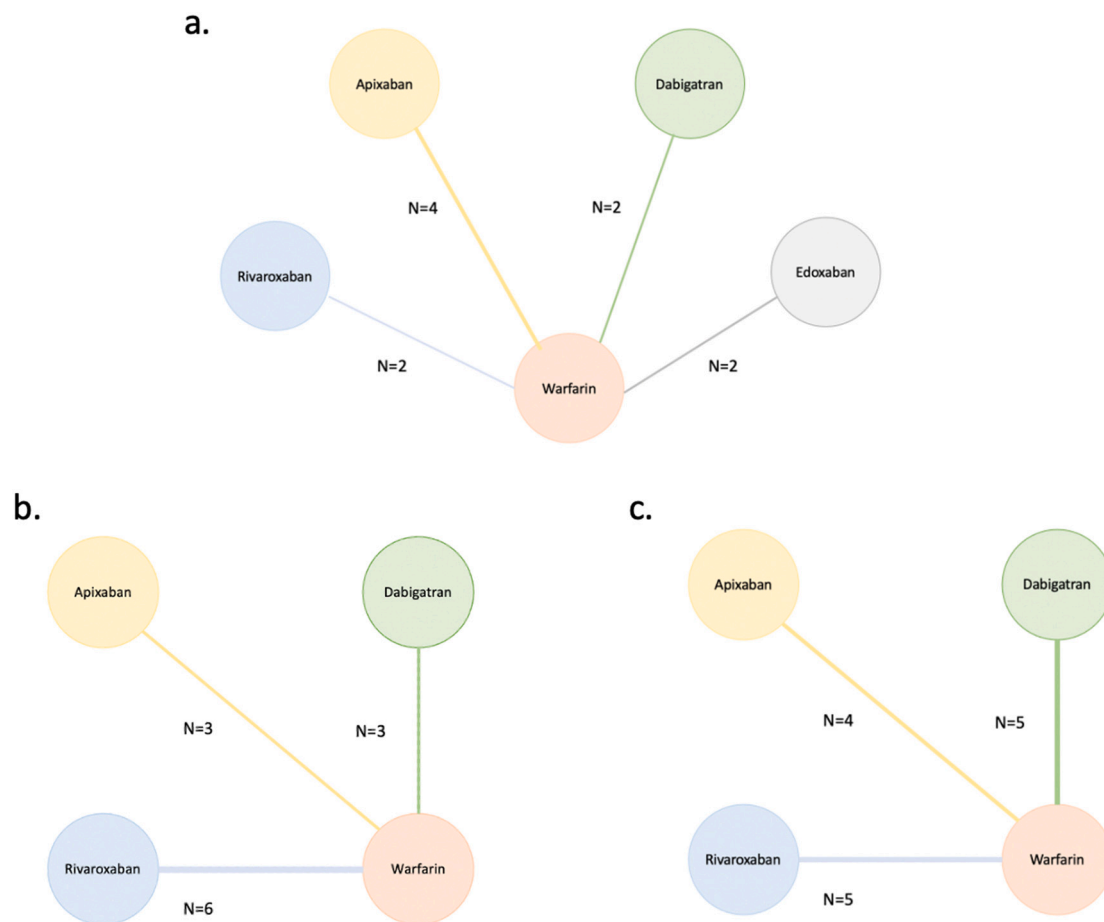 a.
Apixaban
Dabigatran
N=4
N=2
Rivaroxaban
Edoxaban
N=2
N=2
Warfarin
b.
Apixaban
Dabigatran
N=3
N=3
Rivaroxaban
Warfarin
N=6
c.
Apixaban
Dabigatran
N=4
N=5
Rivaroxaban
Warfarin
N=5